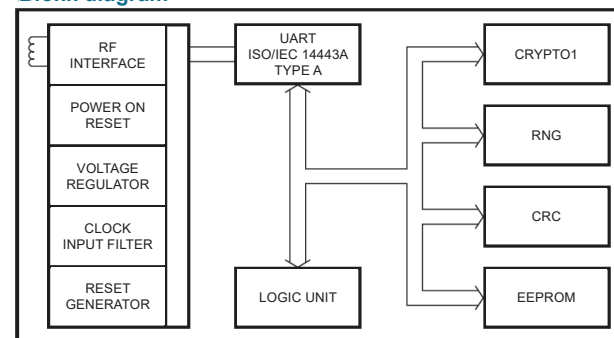 Block diagram
RF
INTERFACE
POWER ON
RESET
VOLTAGE
REGULATOR
CLOCK
INPUT FILTER
RESET
GENERATOR
UART
ISO/IEC 14443A
TYPE A
LOGIC UNIT
CRYPTO1
RNG
CRC
EEPROM